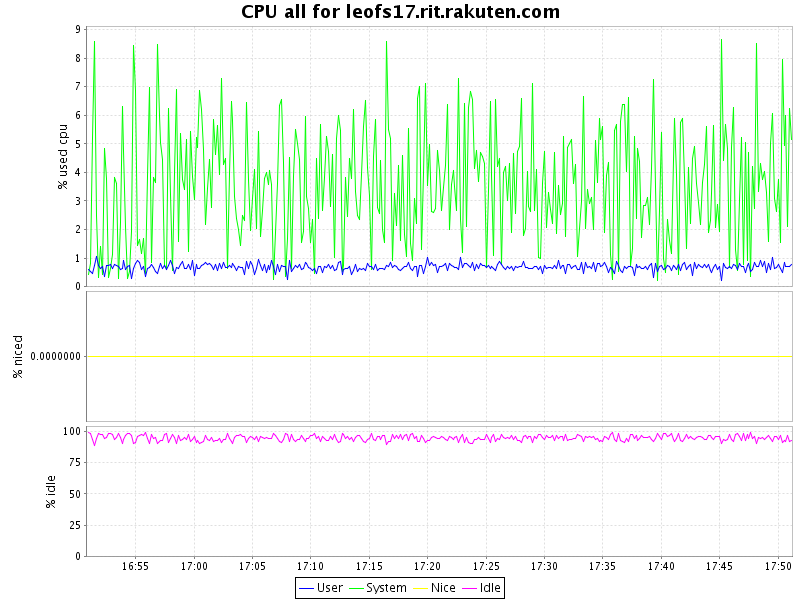 CPU all for leofs17.rit.rakuten.com
% used cpu
9
8
7
6
5
4
3
2
1
0
% niced
0.0000000
% idle
100
75
50
25
0
16:55 17:00 17:05 17:10 17:15 17:20 17:25 17:30 17:35 17:40 17:45 17:50
User System Nice Idle